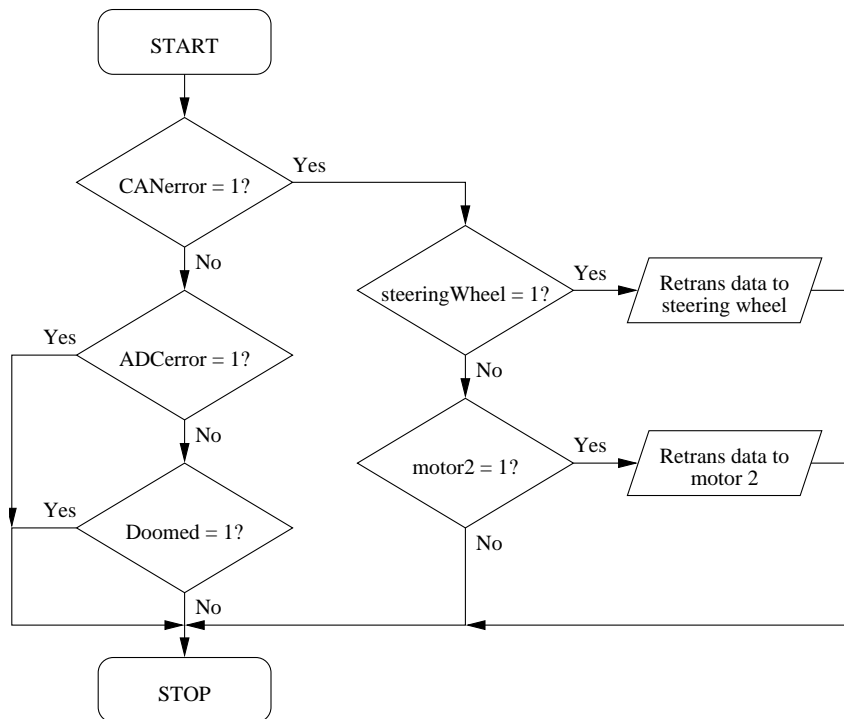 START
CANerror = 1?
Yes
No
steeringWheel = 1?
Yes
Retrans data to
steering wheel
No
ADCerror = 1?
Yes
No
motor2 = 1?
Yes
Retrans data to
motor 2
No
Doomed = 1?
Yes
No
STOP